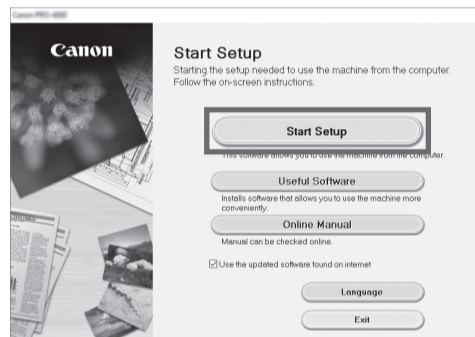 Canon PRO-4000
Canon
Start Setup
Starting the setup needed to use the machine from the computer.
Follow the on-screen instructions.
Start Setup
This software allows you to use the machine from the computer.
Useful Software
Installs software that allows you to use the machine more
conveniently.
Online Manual
Manual can be checked online.
Use the updated software found on internet
Language
Exit